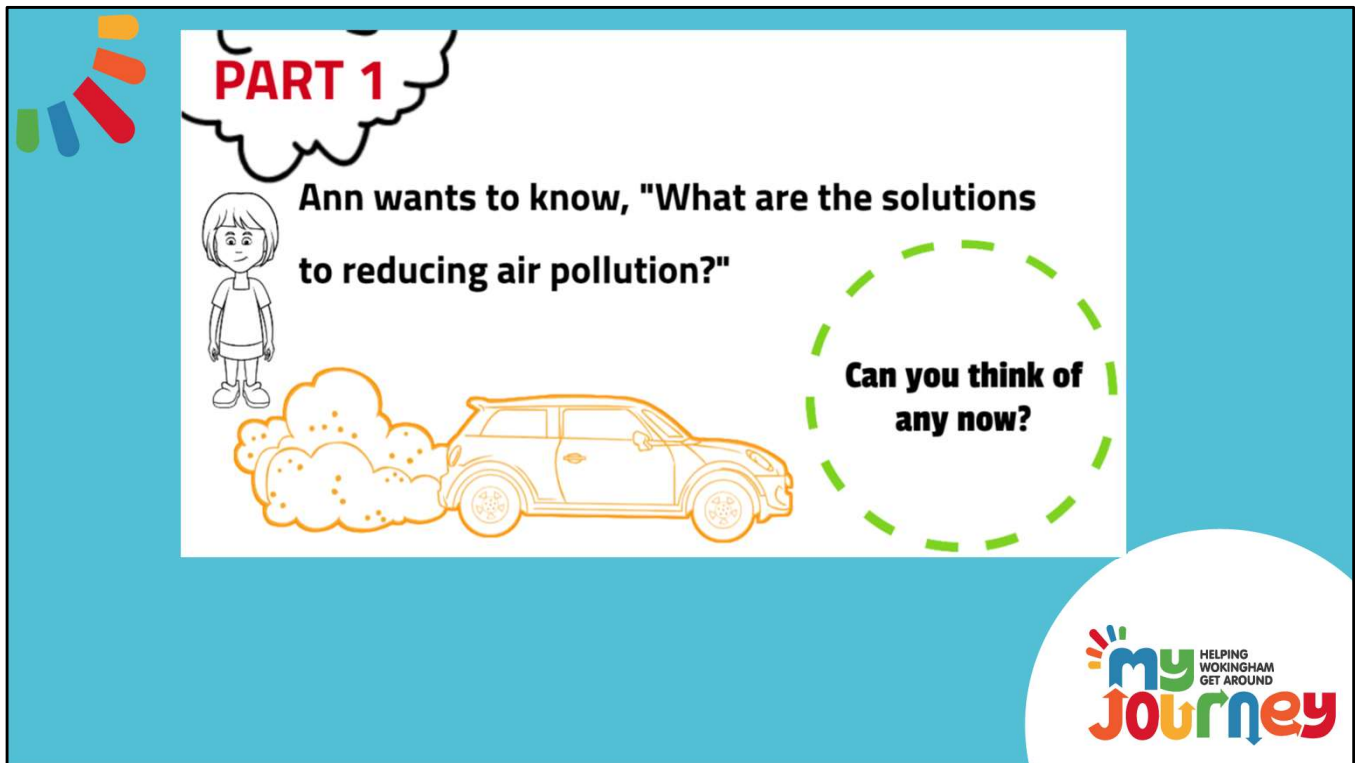 PART 1
Ann wants to know, "What are the solutions
to reducing air pollution?"
Can you think of
any now?
my
HELPING
WOKINGHAM
GET AROUND
Journey